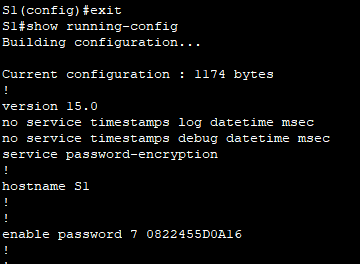 S1(config)#exit
S1#show running-config
Building configuration...
Current configuration : 1174 bytes
!
version 15.0
no service timestamps log datetime msec
no service timestamps debug datetime msec
service password-encryption
!
hostname S1
!
!
enable password 7 0822455D0A16
!
!